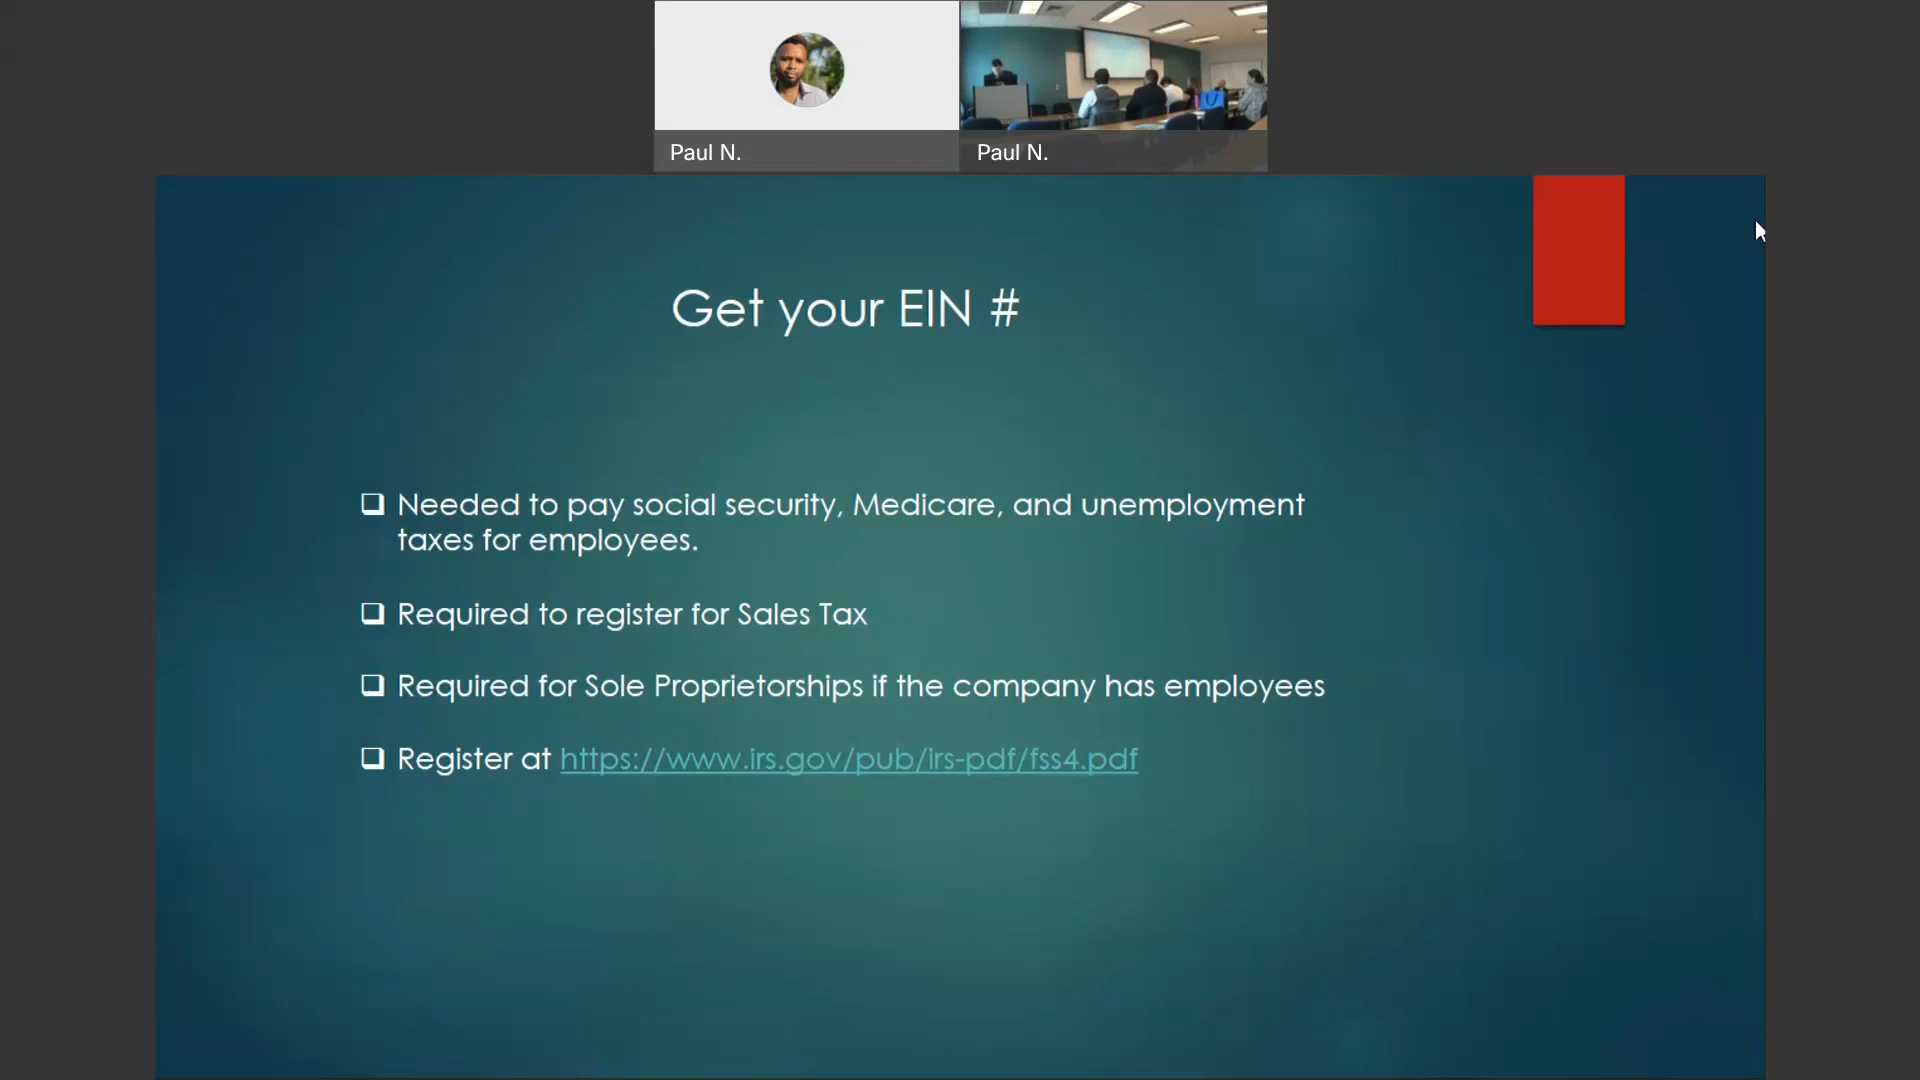 Paul N.
Paul N.
Get your EIN #
Needed to pay social security, Medicare, and unemployment
taxes for employees.
Required to register for Sales Tax
Required for Sole Proprietorships if the company has employees
Register at https://www.irs.gov/pub/irs-pdf/fss4.pdf